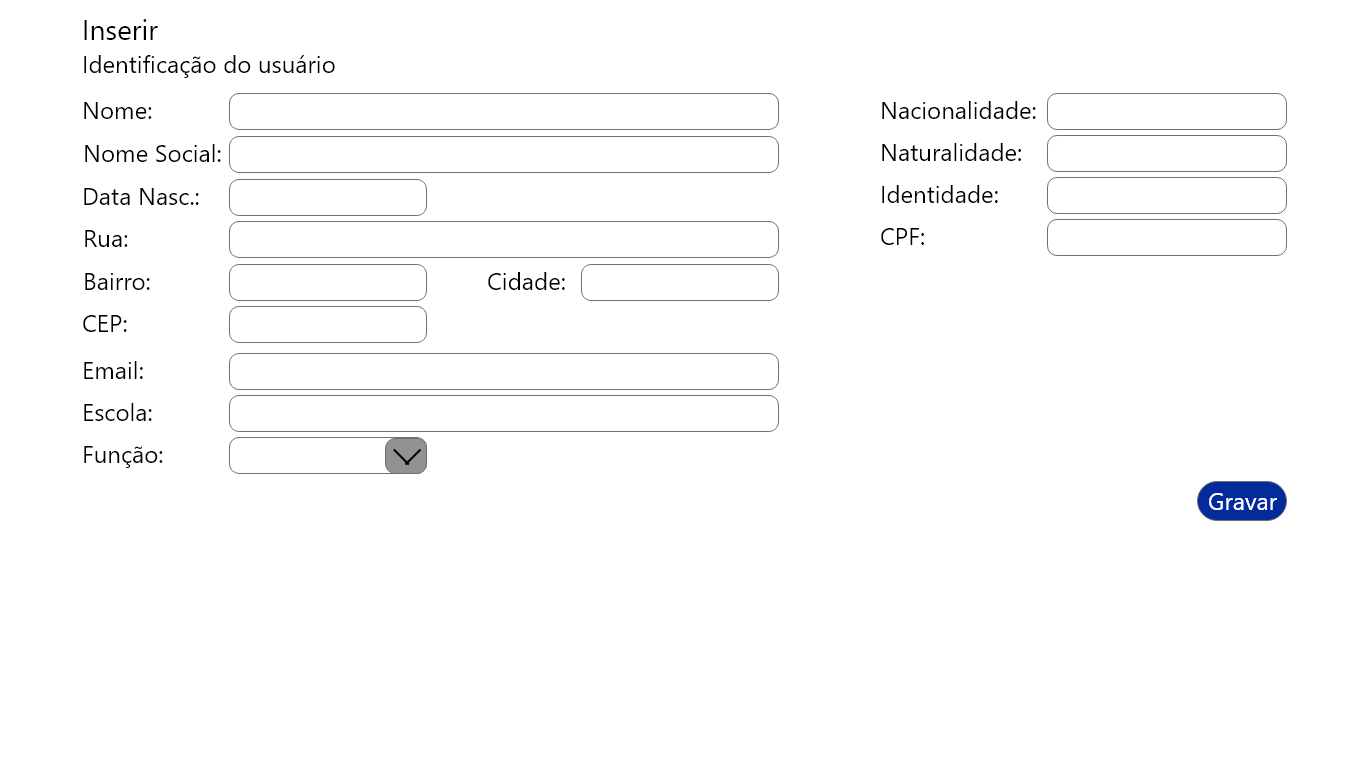 Inserir
Identificação do usuário
Nome:
Nome Social:
Data Nasc.:
Rua:
Bairro:
Cidade:
CEP:
Email:
Escola:
Função:
Nacionalidade:
Naturalidade:
Identidade:
CPF:
Gravar